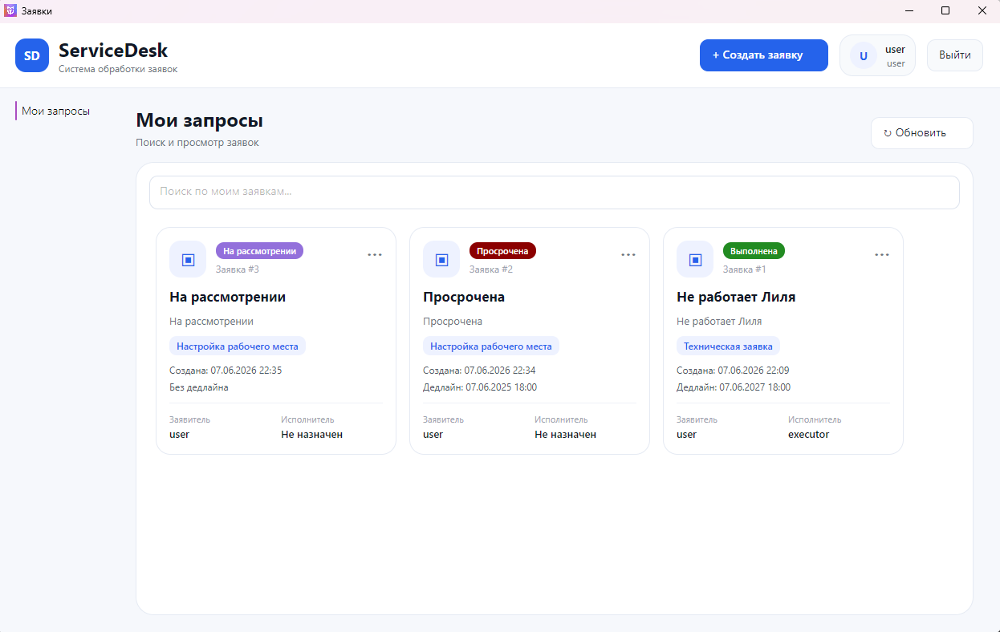 Заявки
SD
ServiceDesk
Система обработки заявок
+ Создать заявку
U
user
user
Выйти
Мои запросы
Мои запросы
Поиск и просмотр заявок
↻ Обновить
Поиск по моим заявкам...
На рассмотрении
Заявка #3
На рассмотрении
На рассмотрении
Настройка рабочего места
Создана: 07.06.2026 22:35
Без дедлайна
Заявитель Исполнитель
user Не назначен
Просрочена
Заявка #2
Просрочена
Просрочена
Настройка рабочего места
Создана: 07.06.2026 22:34
Дедлайн: 07.06.2025 18:00
Заявитель Исполнитель
user Не назначен
Выполнена
Заявка #1
Не работает Лиля
Не работает Лиля
Техническая заявка
Создана: 07.06.2026 22:09
Дедлайн: 07.06.2027 18:00
Заявитель Исполнитель
user executor